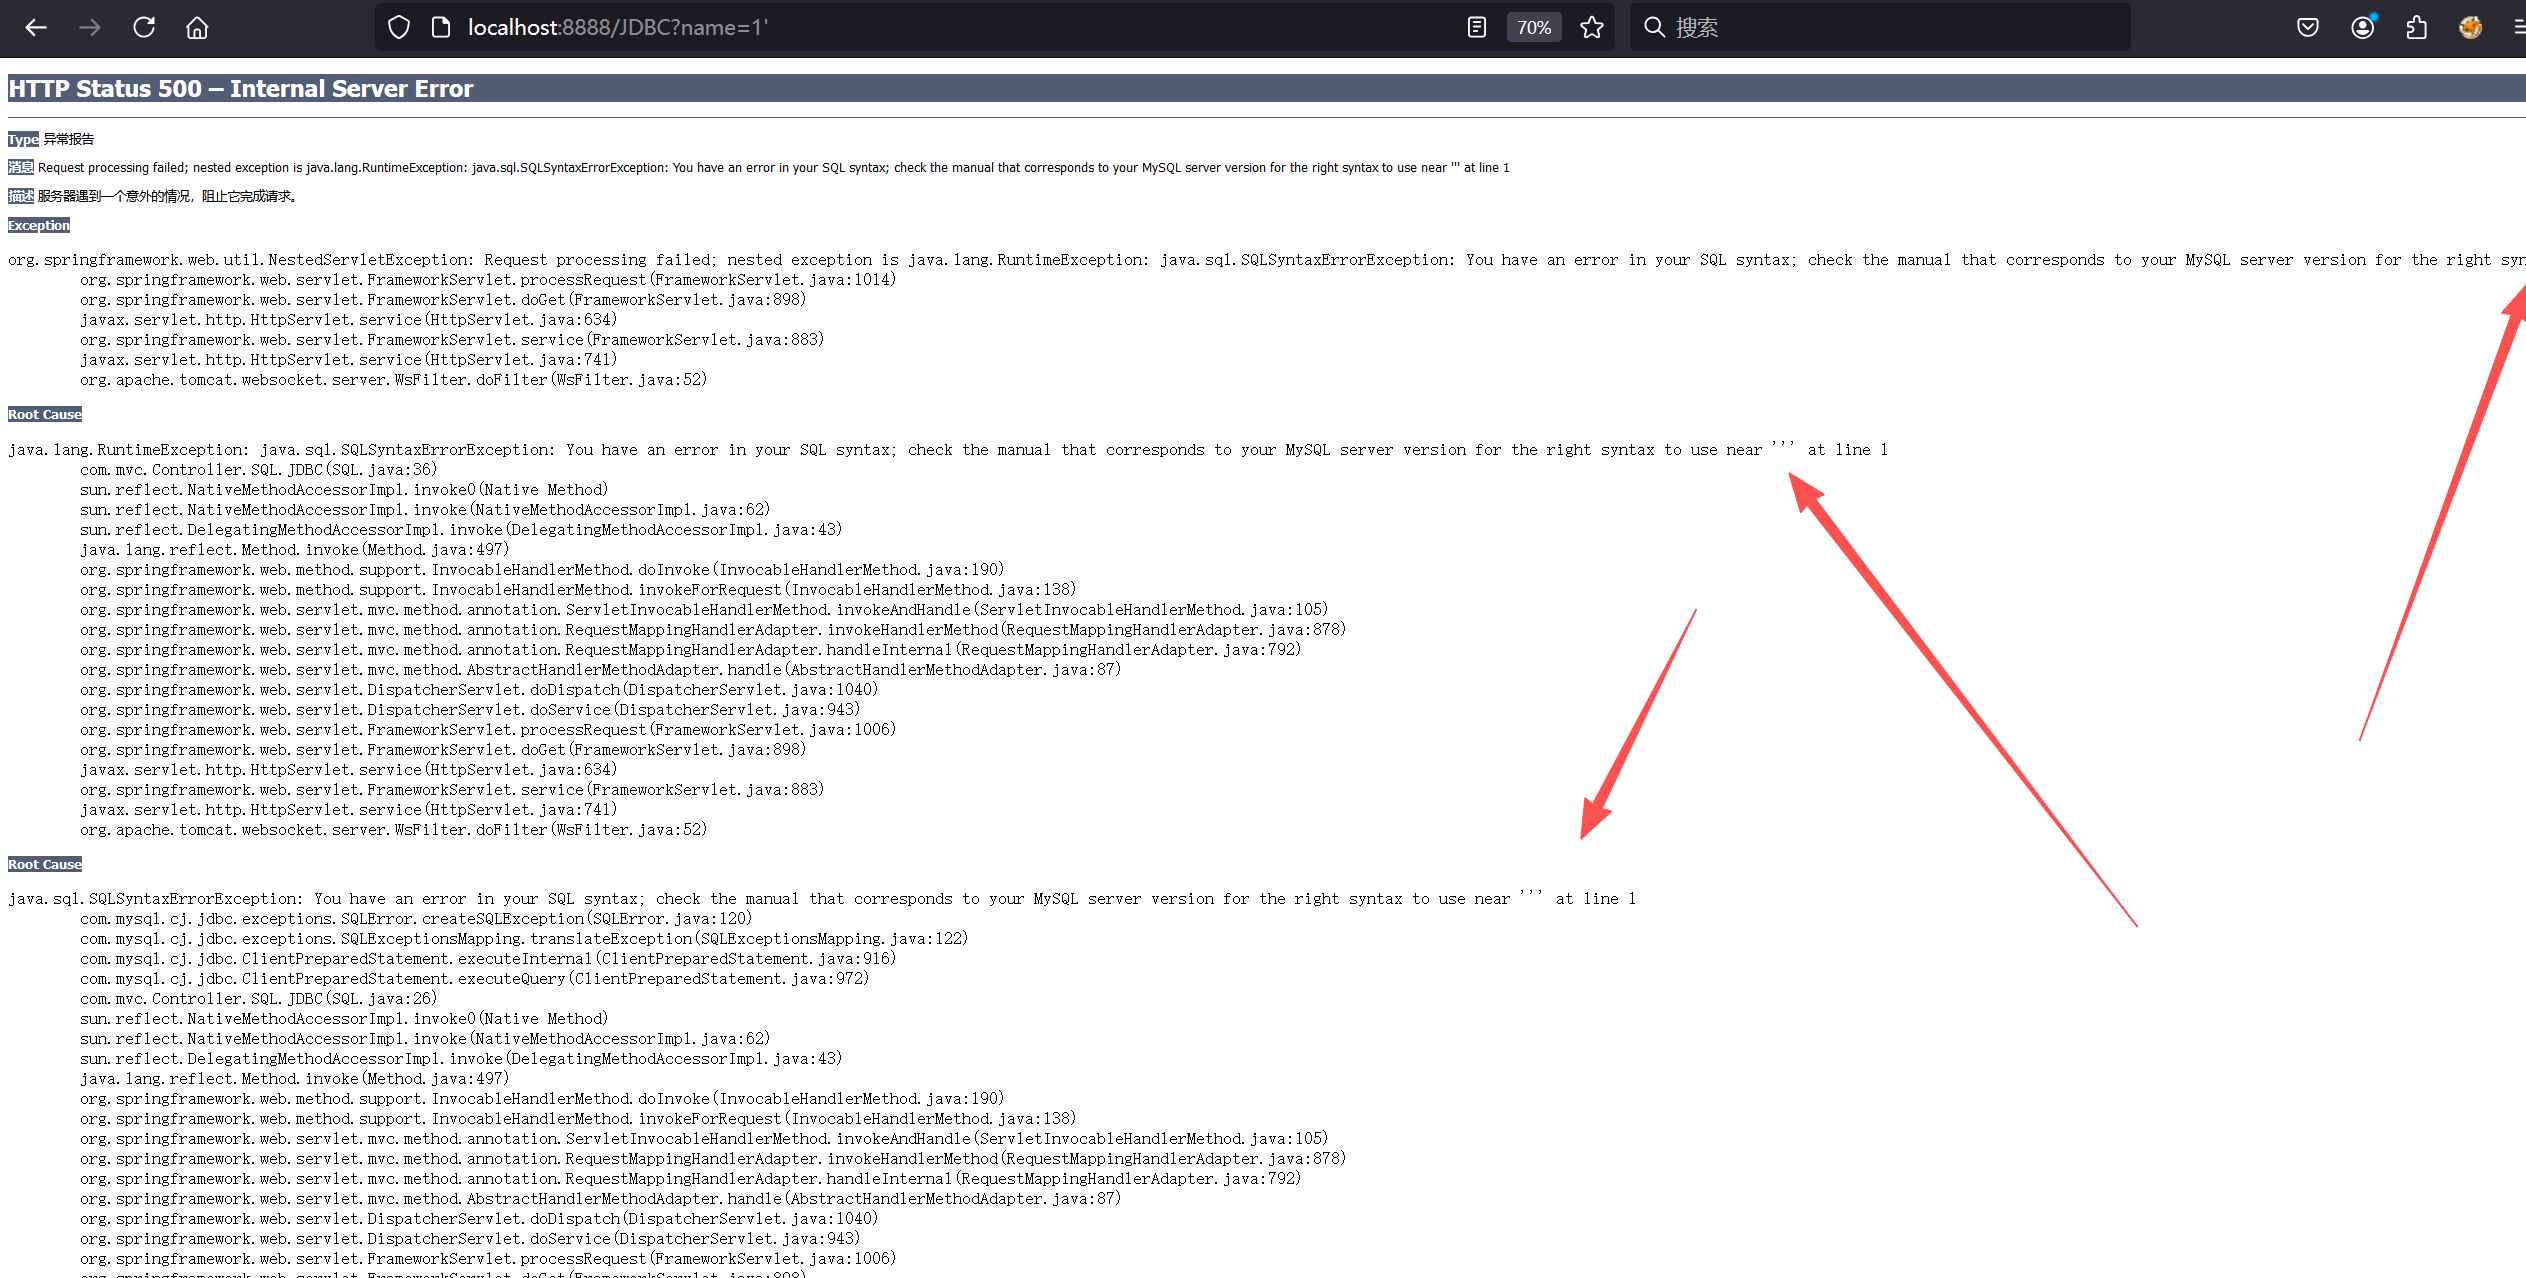 localhost:8888/JDBC?name=1'
70%
搜索
HTTP Status 500 – Internal Server Error
Type 异常报告
消息 Request processing failed; nested exception is java.lang.RuntimeException: java.sql.SQLSyntaxErrorException: You have an error in your SQL syntax; check the manual that corresponds to your MySQL server version for the right syntax to use near ''' at line 1
描述 服务器遇到一个意外的情况，阻止它完成请求。
Exception
org.springframework.web.util.NestedServletException: Request processing failed; nested exception is java.lang.RuntimeException: java.sql.SQLSyntaxErrorException: You have an error in your SQL syntax; check the manual that corresponds to your MySQL server version for the right syn
org.springframework.web.servlet.FrameworkServlet.processRequest(FrameworkServlet.java:1014)
org.springframework.web.servlet.FrameworkServlet.doGet(FrameworkServlet.java:898)
javax.servlet.http.HttpServlet.service(HttpServlet.java:634)
org.springframework.web.servlet.FrameworkServlet.service(FrameworkServlet.java:883)
javax.servlet.http.HttpServlet.service(HttpServlet.java:741)
org.apache.tomcat.websocket.server.WsFilter.doFilter(WsFilter.java:52)
Root Cause
java.lang.RuntimeException: java.sql.SQLSyntaxErrorException: You have an error in your SQL syntax; check the manual that corresponds to your MySQL server version for the right syntax to use near ''' at line 1
com.mvc.Controller.SQL.JDBC(SQL.java:36)
sun.reflect.NativeMethodAccessorImpl.invoke0(Native Method)
sun.reflect.NativeMethodAccessorImpl.invoke(NativeMethodAccessorImpl.java:62)
sun.reflect.DelegatingMethodAccessorImpl.invoke(DelegatingMethodAccessorImpl.java:43)
java.lang.reflect.Method.invoke(Method.java:497)
org.springframework.web.method.support.InvocableHandlerMethod.doInvoke(InvocableHandlerMethod.java:190)
org.springframework.web.method.support.InvocableHandlerMethod.invokeForRequest(InvocableHandlerMethod.java:138)
org.springframework.web.servlet.mvc.method.annotation.ServletInvocableHandlerMethod.invokeAndHandle(ServletInvocableHandlerMethod.java:105)
org.springframework.web.servlet.mvc.method.annotation.RequestMappingHandlerAdapter.invokeHandlerMethod(RequestMappingHandlerAdapter.java:878)
org.springframework.web.servlet.mvc.method.annotation.RequestMappingHandlerAdapter.handleInternal(RequestMappingHandlerAdapter.java:792)
org.springframework.web.servlet.mvc.method.AbstractHandlerMethodAdapter.handle(AbstractHandlerMethodAdapter.java:87)
org.springframework.web.servlet.DispatcherServlet.doDispatch(DispatcherServlet.java:1040)
org.springframework.web.servlet.DispatcherServlet.doService(DispatcherServlet.java:943)
org.springframework.web.servlet.FrameworkServlet.processRequest(FrameworkServlet.java:1006)
org.springframework.web.servlet.FrameworkServlet.doGet(FrameworkServlet.java:898)
javax.servlet.http.HttpServlet.service(HttpServlet.java:634)
org.springframework.web.servlet.FrameworkServlet.service(FrameworkServlet.java:883)
javax.servlet.http.HttpServlet.service(HttpServlet.java:741)
org.apache.tomcat.websocket.server.WsFilter.doFilter(WsFilter.java:52)
Root Cause
java.sql.SQLSyntaxErrorException: You have an error in your SQL syntax; check the manual that corresponds to your MySQL server version for the right syntax to use near ''' at line 1
com.mysql.cj.jdbc.exceptions.SQLError.createSQLException(SQLError.java:120)
com.mysql.cj.jdbc.exceptions.SQLExceptionsMapping.translateException(SQLExceptionsMapping.java:122)
com.mysql.cj.jdbc.ClientPreparedStatement.executeInternal(ClientPreparedStatement.java:916)
com.mysql.cj.jdbc.ClientPreparedStatement.executeQuery(ClientPreparedStatement.java:972)
com.mvc.Controller.SQL.JDBC(SQL.java:26)
sun.reflect.NativeMethodAccessorImpl.invoke0(Native Method)
sun.reflect.NativeMethodAccessorImpl.invoke(NativeMethodAccessorImpl.java:62)
sun.reflect.DelegatingMethodAccessorImpl.invoke(DelegatingMethodAccessorImpl.java:43)
java.lang.reflect.Method.invoke(Method.java:497)
org.springframework.web.method.support.InvocableHandlerMethod.doInvoke(InvocableHandlerMethod.java:190)
org.springframework.web.method.support.InvocableHandlerMethod.invokeForRequest(InvocableHandlerMethod.java:138)
org.springframework.web.servlet.mvc.method.annotation.ServletInvocableHandlerMethod.invokeAndHandle(ServletInvocableHandlerMethod.java:105)
org.springframework.web.servlet.mvc.method.annotation.RequestMappingHandlerAdapter.invokeHandlerMethod(RequestMappingHandlerAdapter.java:878)
org.springframework.web.servlet.mvc.method.annotation.RequestMappingHandlerAdapter.handleInternal(RequestMappingHandlerAdapter.java:792)
org.springframework.web.servlet.mvc.method.AbstractHandlerMethodAdapter.handle(AbstractHandlerMethodAdapter.java:87)
org.springframework.web.servlet.DispatcherServlet.doDispatch(DispatcherServlet.java:1040)
org.springframework.web.servlet.DispatcherServlet.doService(DispatcherServlet.java:943)
org.springframework.web.servlet.FrameworkServlet.processRequest(FrameworkServlet.java:1006)